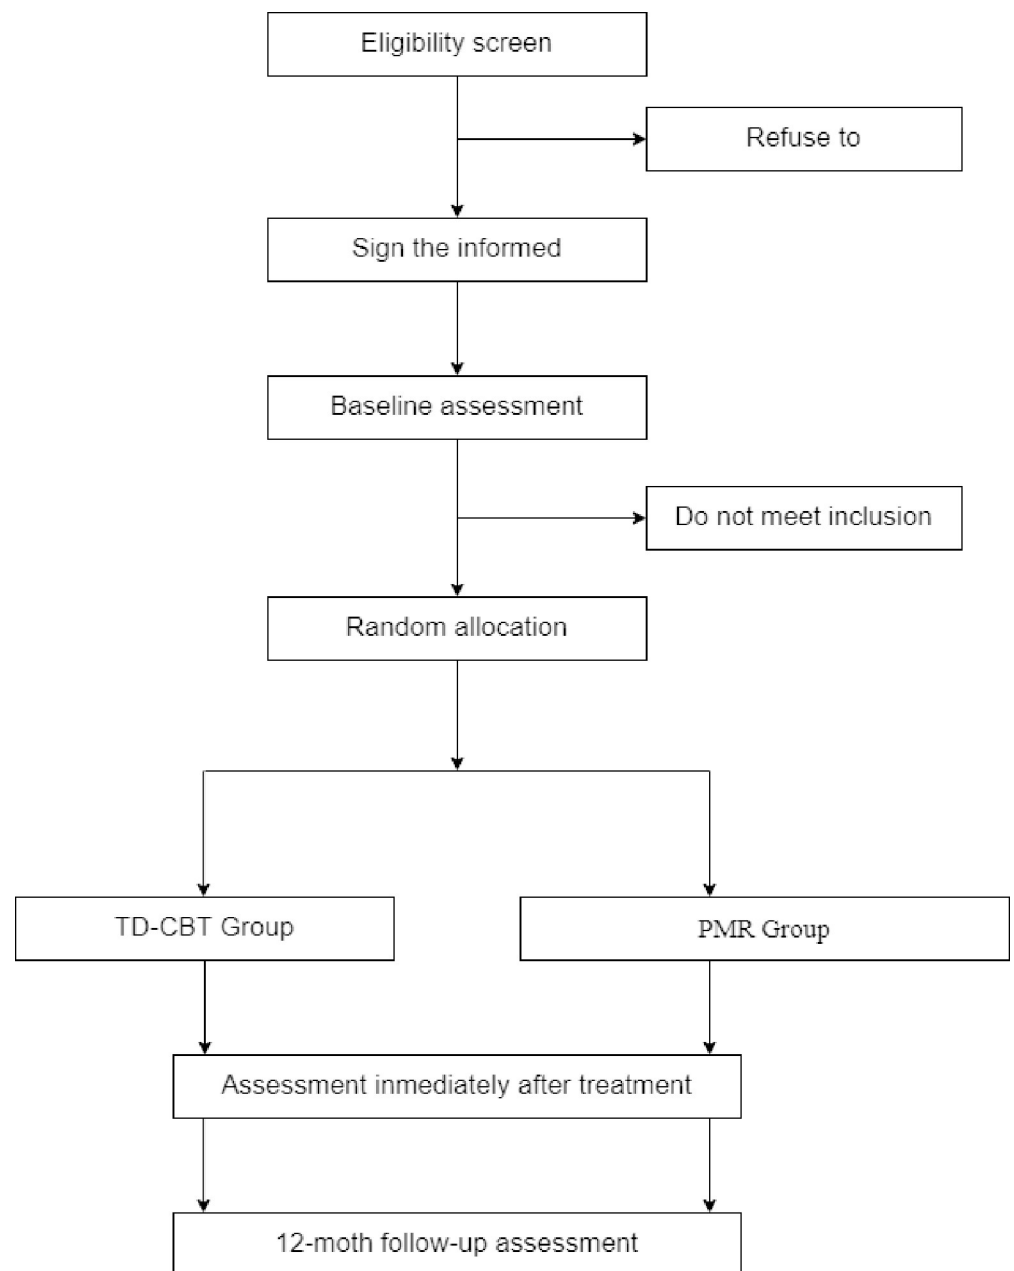 Eligibility screen
Refuse to
Sign the informed
Baseline assessment
Do not meet inclusion
Random allocation
TD-CBT Group
PMR Group
Assessment inmediately after treatment
12-moth follow-up assessment